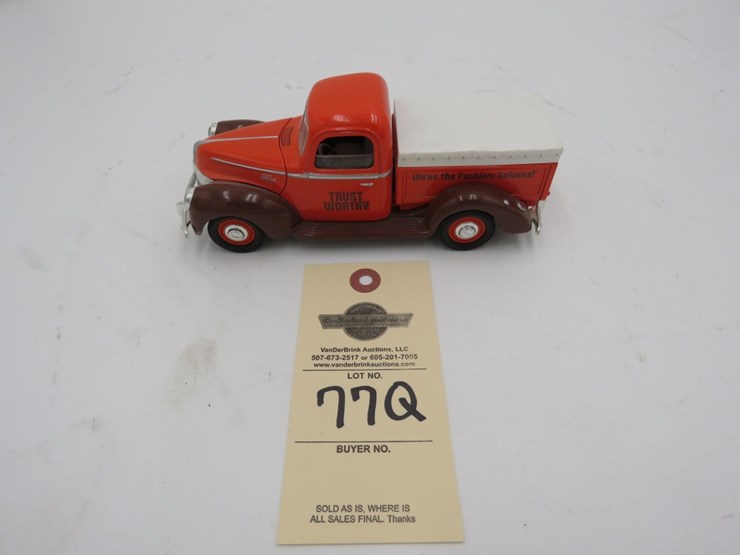 TRUST
WORTHY
We're the Problem Solvers!
VanDerBrink Auctions, LLC
507-673-2517 or 605-201-7005
www.vanderbrinkauctions.com
LOT NO.
77Q
BUYER NO.
SOLD AS IS, WHERE IS
ALL SALES FINAL. Thanks